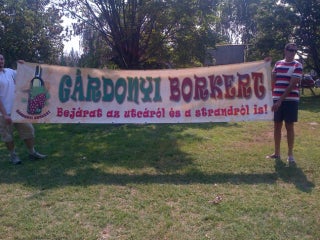 GÁRDONYI BORKERT
Bejárat az utcáról és a strandról is!